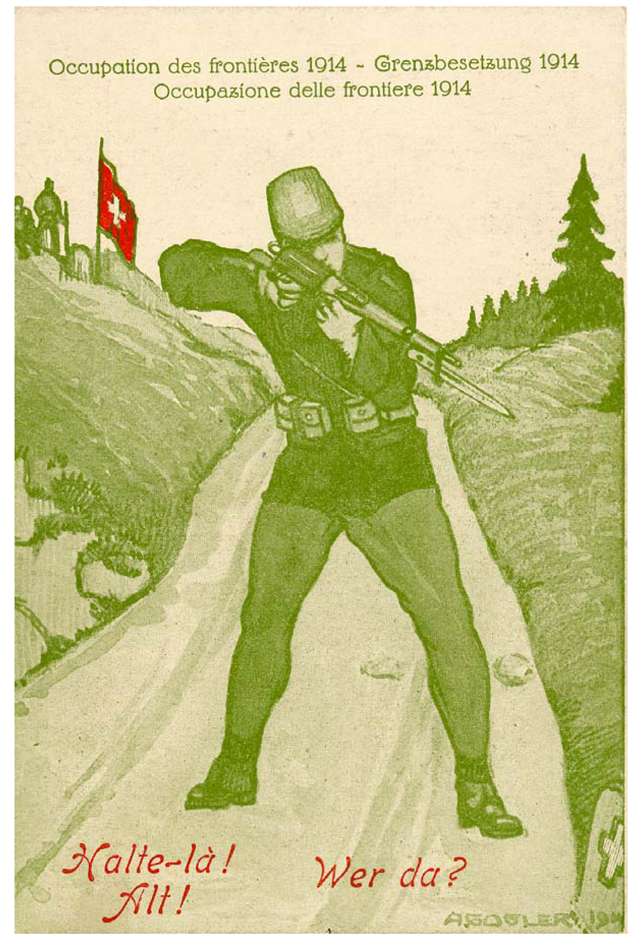 Occupation des frontières 1914 - Grenzbesetzung 1914
Occupazione delle frontiere 1914
Halte-là! Wer da?
Alt!